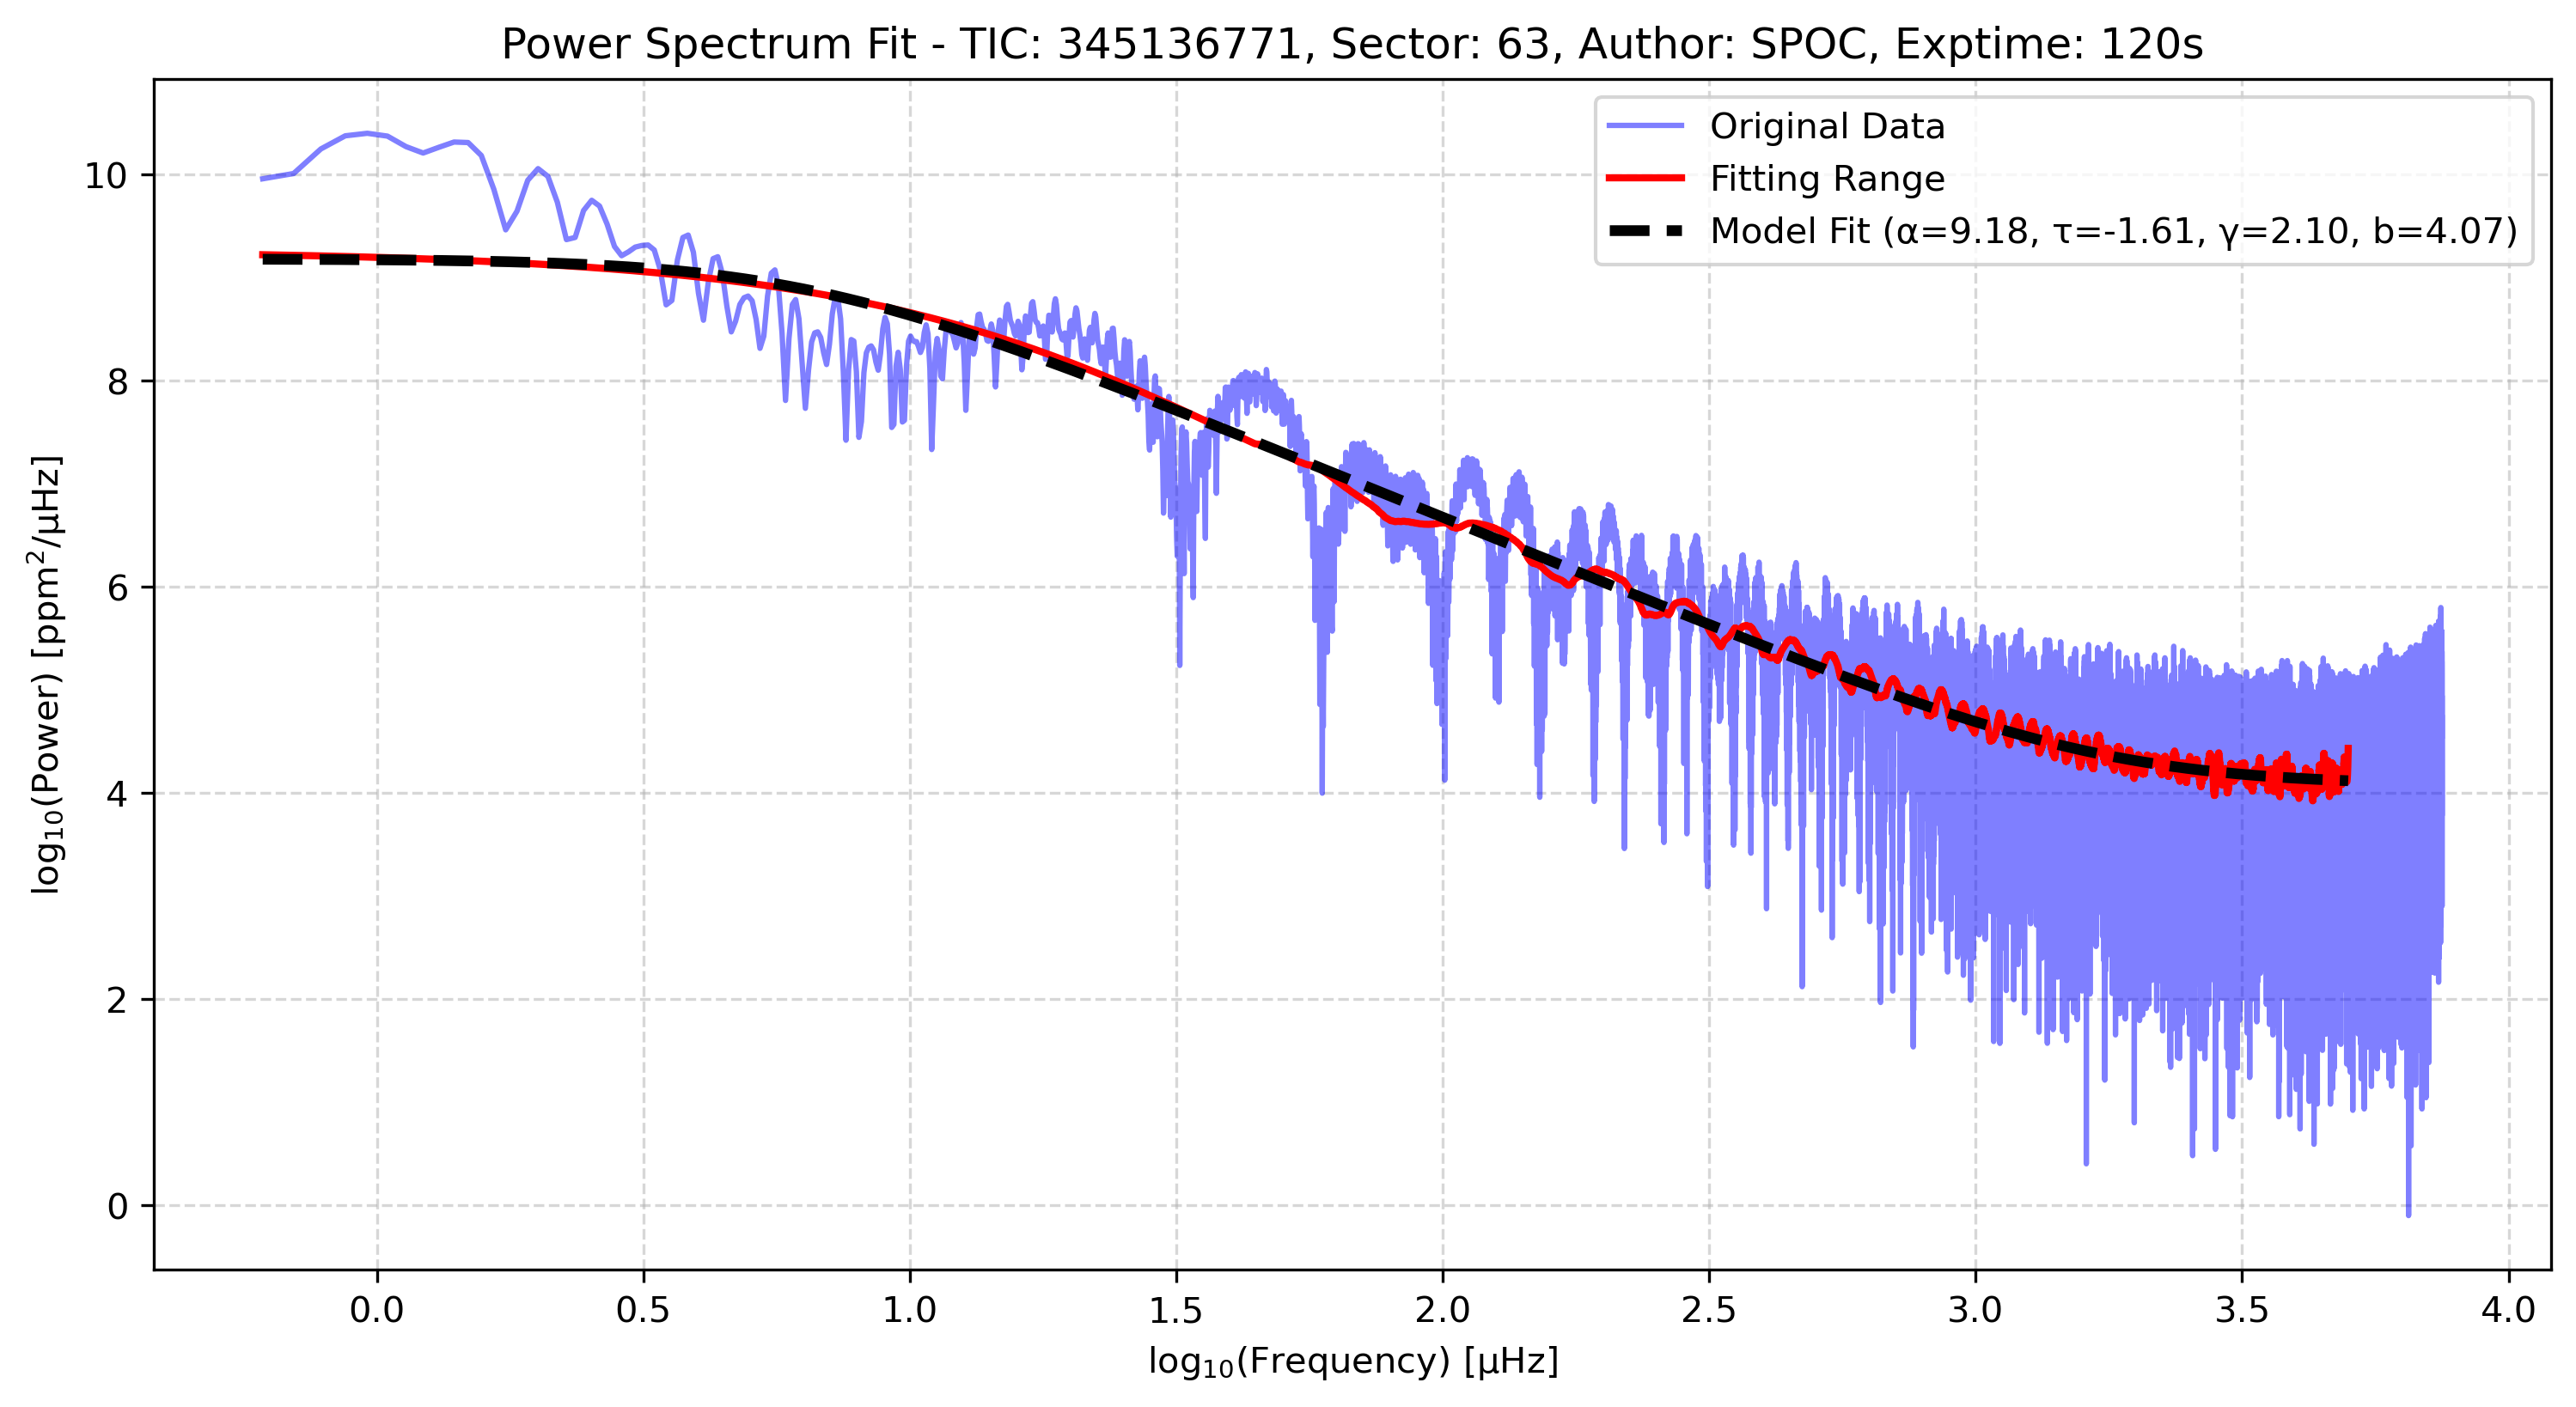 Power Spectrum Fit - TIC: 345136771, Sector: 63, Author: SPOC, Exptime: 120s
Original Data
Fitting Range
Model Fit (α=9.18, τ=-1.61, γ=2.10, b=4.07)
log₁₀(Power) [ppm²/μHz]
10
8
6
4
2
0
0.0 0.5 1.0 1.5 2.0 2.5 3.0 3.5 4.0
log₁₀(Frequency) [μHz]